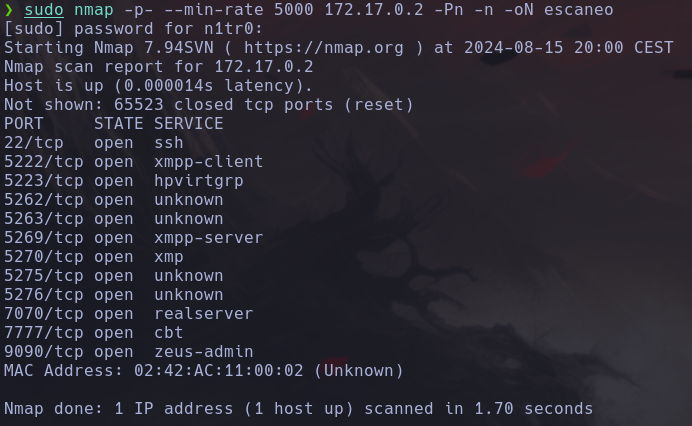 ❯ sudo nmap -p- --min-rate 5000 172.17.0.2 -Pn -n -oN escaneo
[sudo] password for n1tr0:
Starting Nmap 7.94SVN ( https://nmap.org ) at 2024-08-15 20:00 CEST
Nmap scan report for 172.17.0.2
Host is up (0.000014s latency).
Not shown: 65523 closed tcp ports (reset)
PORT     STATE SERVICE
22/tcp   open  ssh
5222/tcp open  xmpp-client
5223/tcp open  hpvirtgrp
5262/tcp open  unknown
5263/tcp open  unknown
5269/tcp open  xmpp-server
5270/tcp open  xmp
5275/tcp open  unknown
5276/tcp open  unknown
7070/tcp open  realserver
7777/tcp open  cbt
9090/tcp open  zeus-admin
MAC Address: 02:42:AC:11:00:02 (Unknown)
Nmap done: 1 IP address (1 host up) scanned in 1.70 seconds